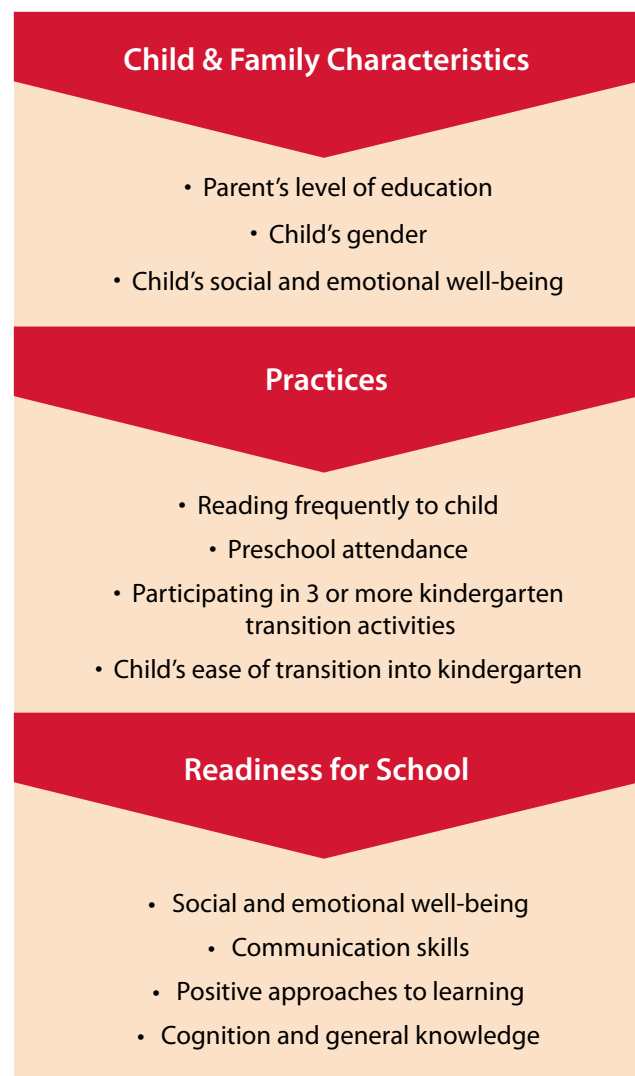 Child & Family Characteristics
• Parent’s level of education
• Child’s gender
• Child’s social and emotional well-being
Practices
• Reading frequently to child
• Preschool attendance
• Participating in 3 or more kindergarten
transition activities
• Child’s ease of transition into kindergarten
Readiness for School
• Social and emotional well-being
• Communication skills
• Positive approaches to learning
• Cognition and general knowledge